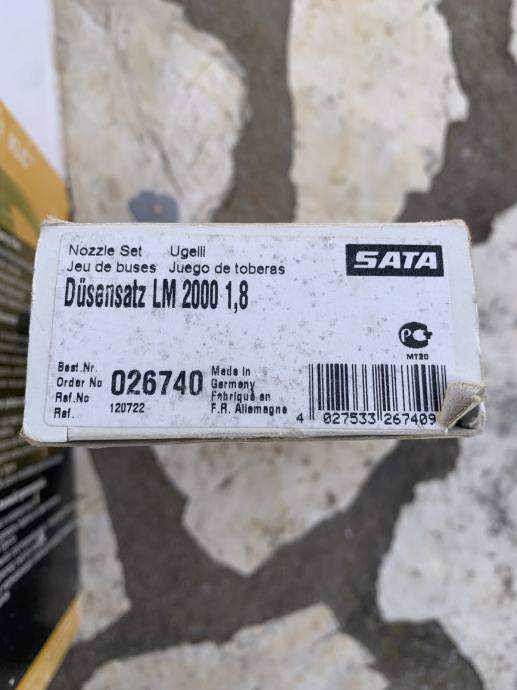 Nozzle Set Ugelli
Jeu de buses Juego de toberas
SATA
Düsensatz LM 2000 1,8
MT20
Best.Nr.
Order No
Ref.No
Ref.
026740
120722
Made in
Germany
Fabriqué en
F.R. Allemagne
4 027533 267409